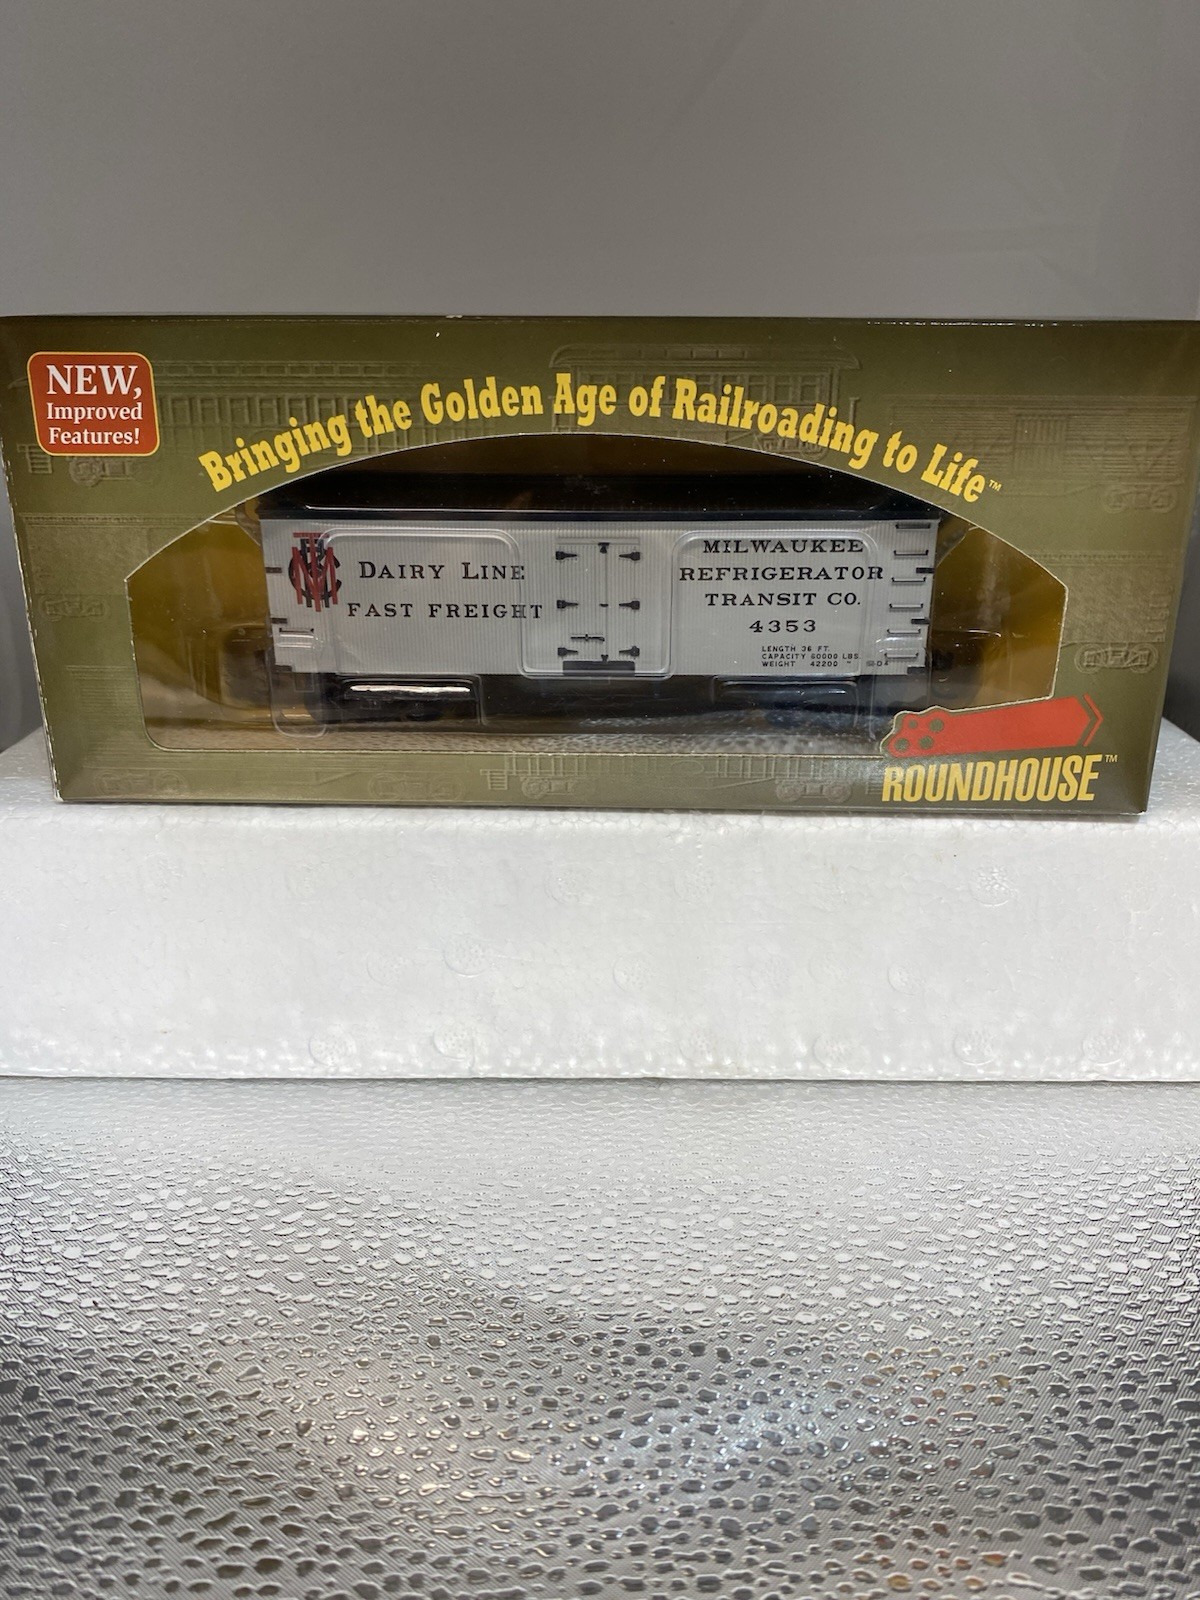 NEW,
Improved
Features!
Bringing the Golden Age of Railroading to Life™
DAIRY LINE
FAST FREIGHT
MILWAUKEE
REFRIGERATOR
TRANSIT CO.
4353
LENGTH 36 FT.
CAPACITY 60000 LBS.
WEIGHT 42200 "
ROUNDHOUSE™